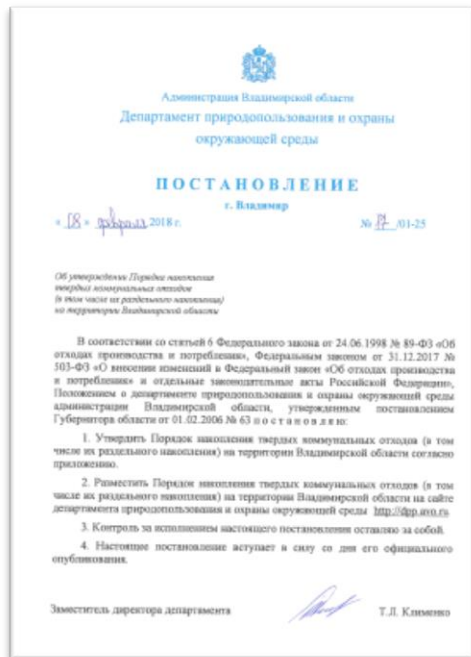 Администрация Владимирской области
Департамент природопользования и охраны
окружающей среды
ПОСТАНОВЛЕНИЕ
г. Владимир
« 08 » февраля 2018 г. № 17 /01-25
Об утверждении Порядка накопления
твердых коммунальных отходов
(в том числе их раздельного накопления)
на территории Владимирской области
В соответствии со статьей 6 Федерального закона от 24.06.1998 № 89-ФЗ «Об
отходах производства и потребления», Федеральным законом от 31.12.2017 №
503-ФЗ «О внесении изменений в Федеральный закон «Об отходах производства
и потребления» и отдельные законодательные акты Российской Федерации»,
Положением о департаменте природопользования и охраны окружающей среды
администрации Владимирской области, утвержденным постановлением
Губернатора области от 01.02.2006 № 63 п о с т а н о в л я ю:
1. Утвердить Порядок накопления твердых коммунальных отходов (в том
числе их раздельного накопления) на территории Владимирской области согласно
приложению.
2. Разместить Порядок накопления твердых коммунальных отходов (в том
числе их раздельного накопления) на территории Владимирской области на сайте
департамента природопользования и охраны окружающей среды http://dpp.avo.ru.
3. Контроль за исполнением настоящего постановления оставляю за собой.
4. Настоящее постановление вступает в силу со дня его официального
опубликования.
Заместитель директора департамента Т.Л. Клименко